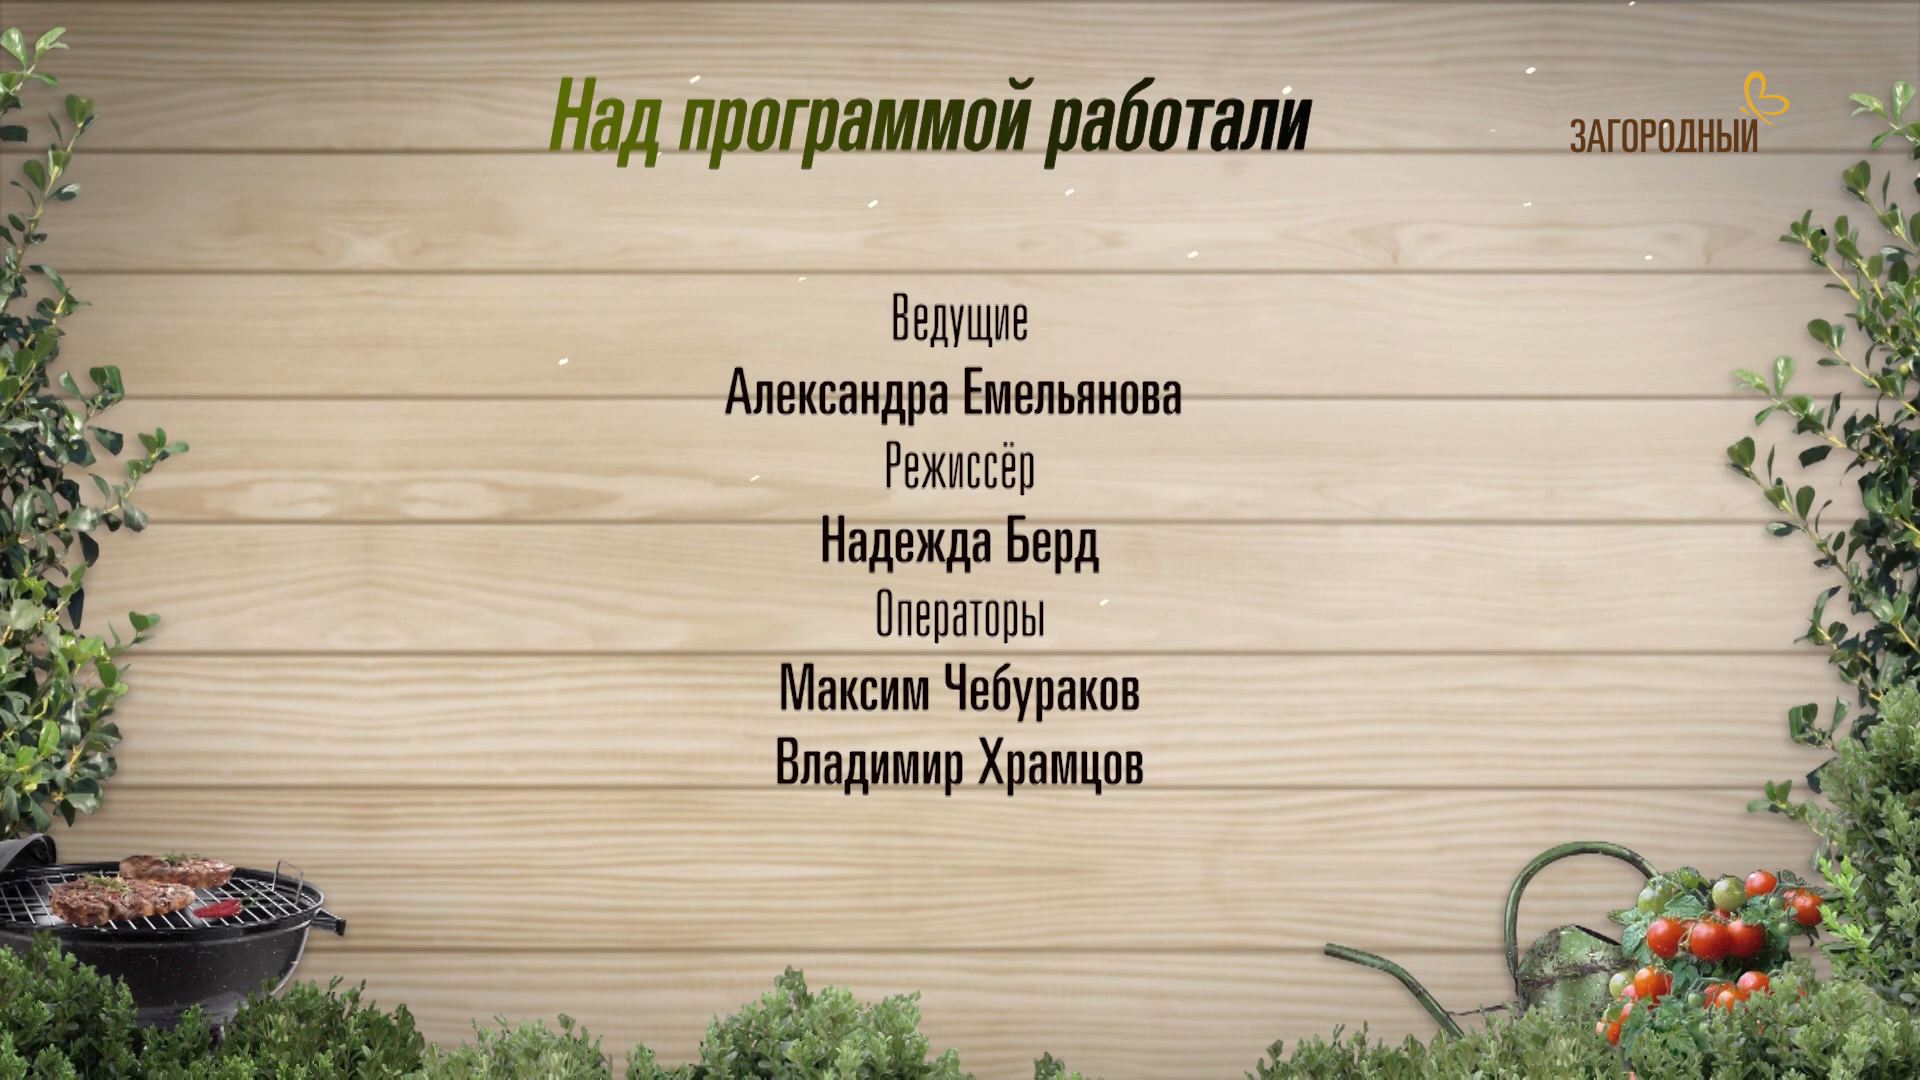 Над программой работали
ЗАГОРОДНЫЙ
Ведущие
Александра Емельянова
Режиссёр
Надежда Берд
Операторы
Максим Чебураков
Владимир Храмцов